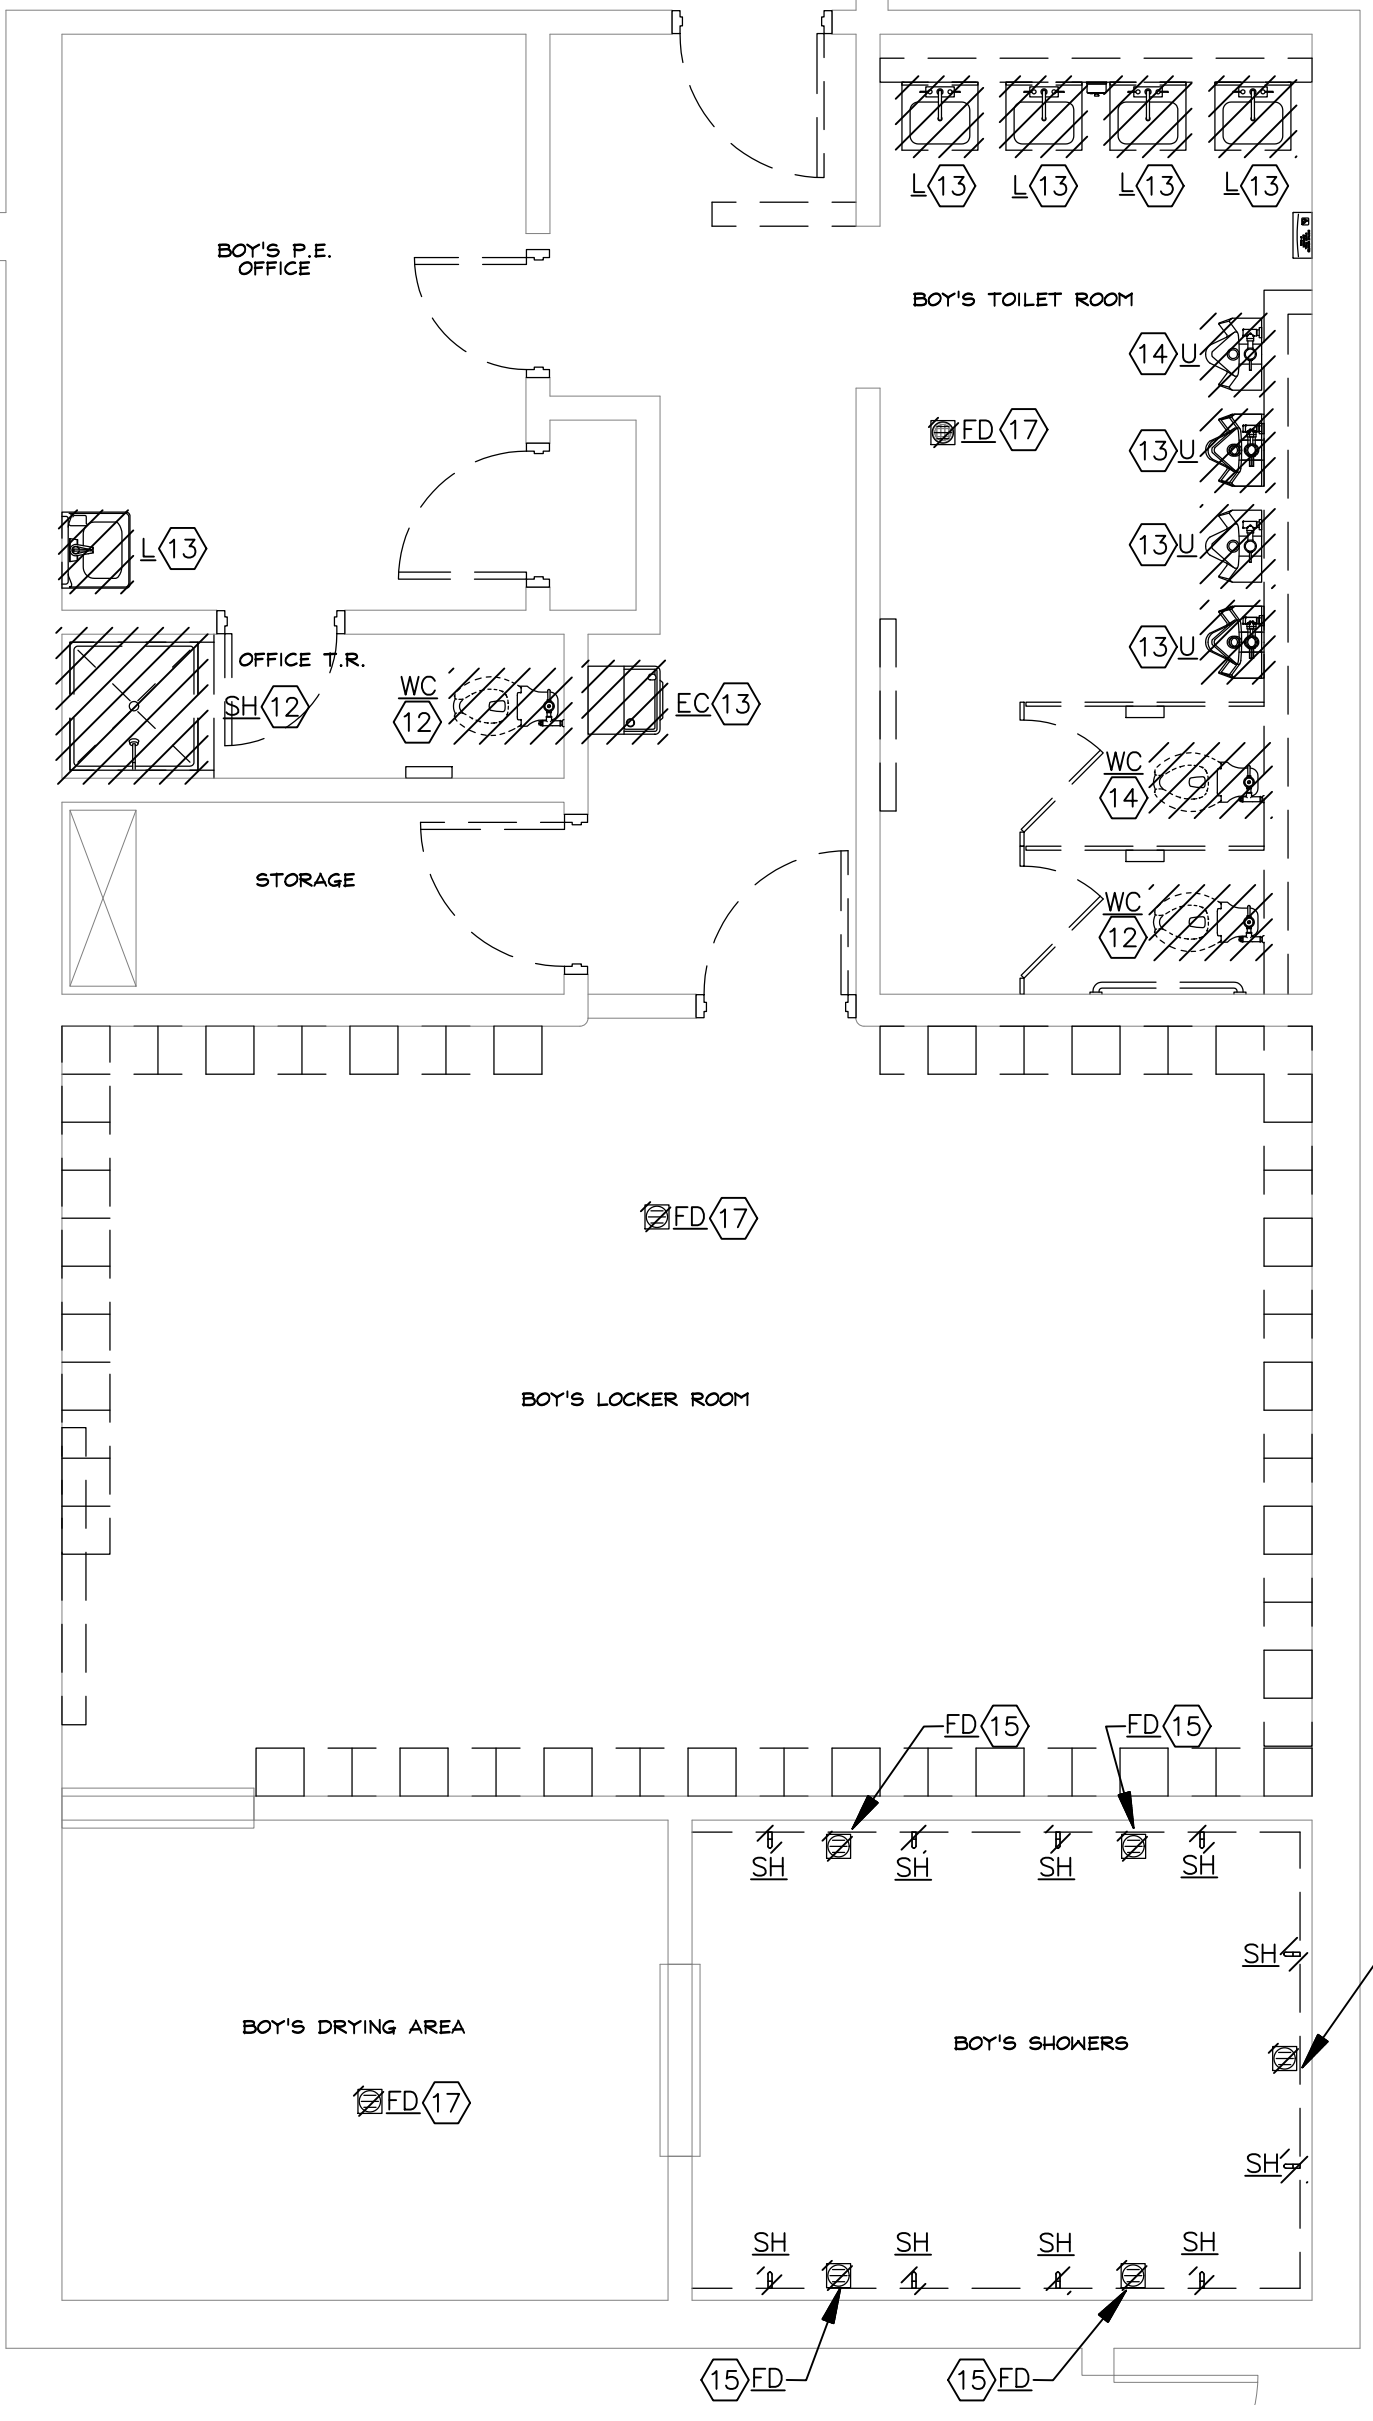 L 13
L 13
L 13
L 13
BOY'S P.E.
OFFICE
BOY'S TOILET ROOM
14 U
FD 17
13 U
L 13
13 U
13 U
OFFICE T.R.
SH 12
WC
12
EC 13
WC
14
STORAGE
WC
12
FD 17
BOY'S LOCKER ROOM
FD 15
FD 15
SH
SH
SH
SH
SH
BOY'S DRYING AREA
BOY'S SHOWERS
FD 17
SH
SH
SH
SH
SH
15 FD
15 FD